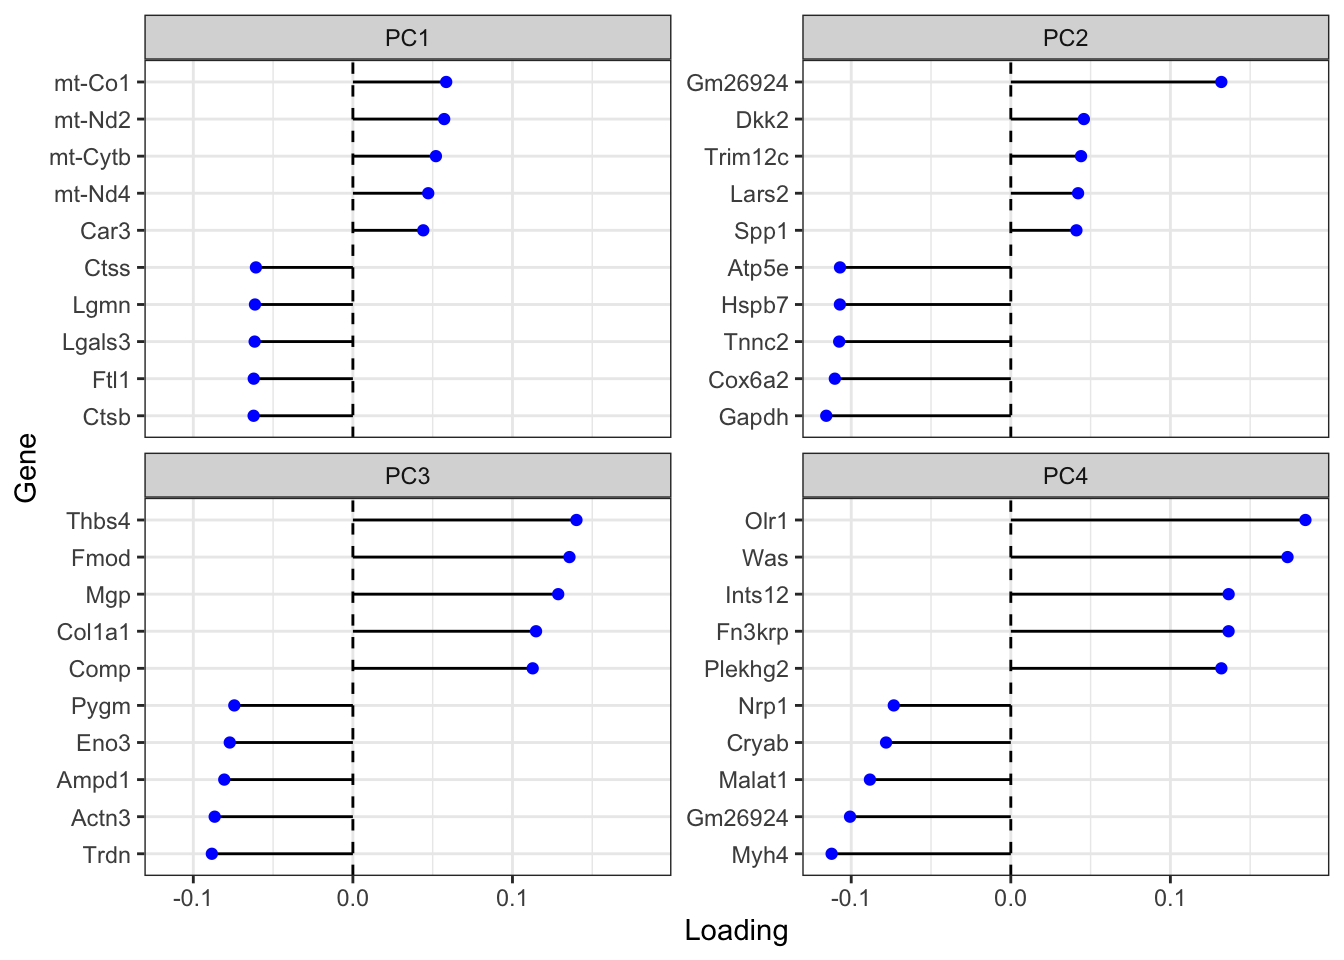 PC1
mt-Co1
mt-Nd2
mt-Cytb
mt-Nd4
Car3
Ctss
Lgmn
Lgals3
Ftl1
Ctsb
PC2
Gm26924
Dkk2
Trim12c
Lars2
Spp1
Atp5e
Hspb7
Tnnc2
Cox6a2
Gapdh
Gene
PC3
Thbs4
Fmod
Mgp
Col1a1
Comp
Pygm
Eno3
Ampd1
Actn3
Trdn
-0.1 0.0 0.1
PC4
Olr1
Was
Ints12
Fn3krp
Plekhg2
Nrp1
Cryab
Malat1
Gm26924
Myh4
-0.1 0.0 0.1
Loading